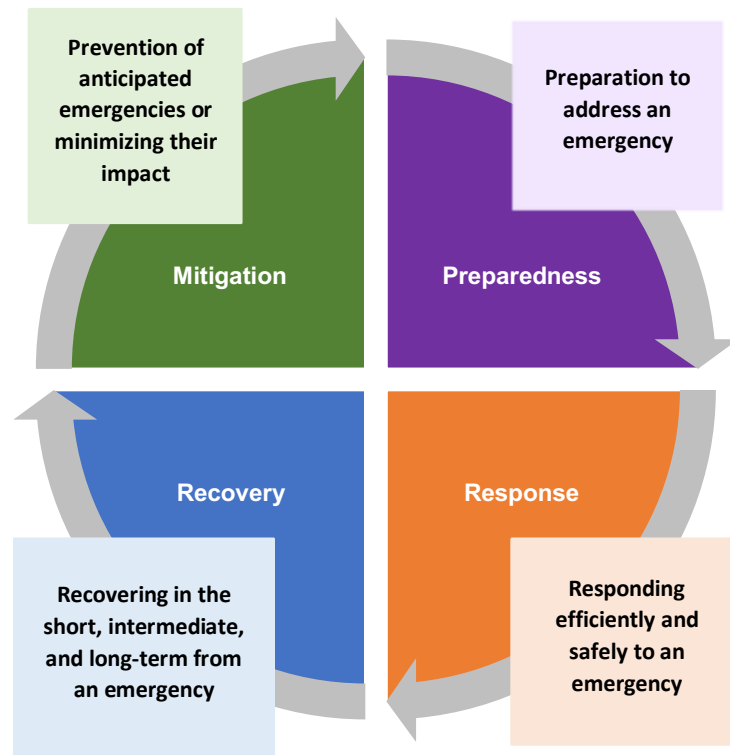 Prevention of
anticipated
emergencies or
minimizing their
impact
Mitigation
Preparation to
address an
emergency
Preparedness
Recovery
Recovering in the
short, intermediate,
and long-term from
an emergency
Response
Responding
efficiently and
safely to an
emergency